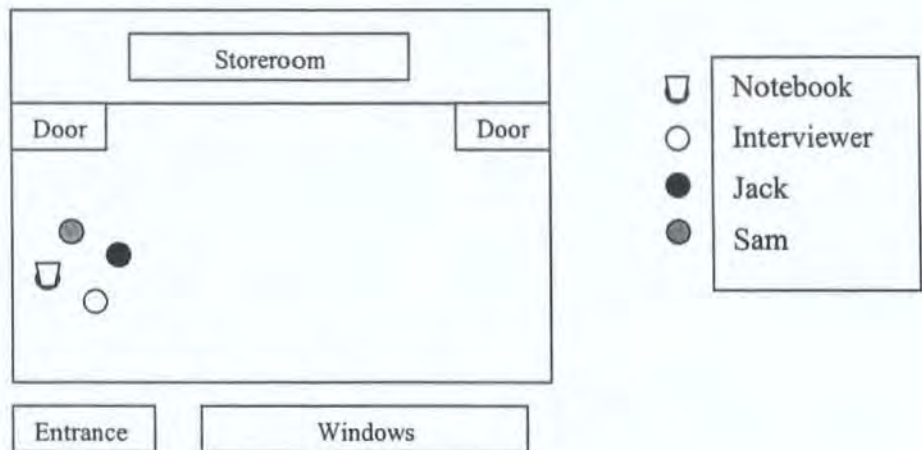 Storeroom
Door
Door
Entrance
Windows
Notebook
Interviewer
Jack
Sam